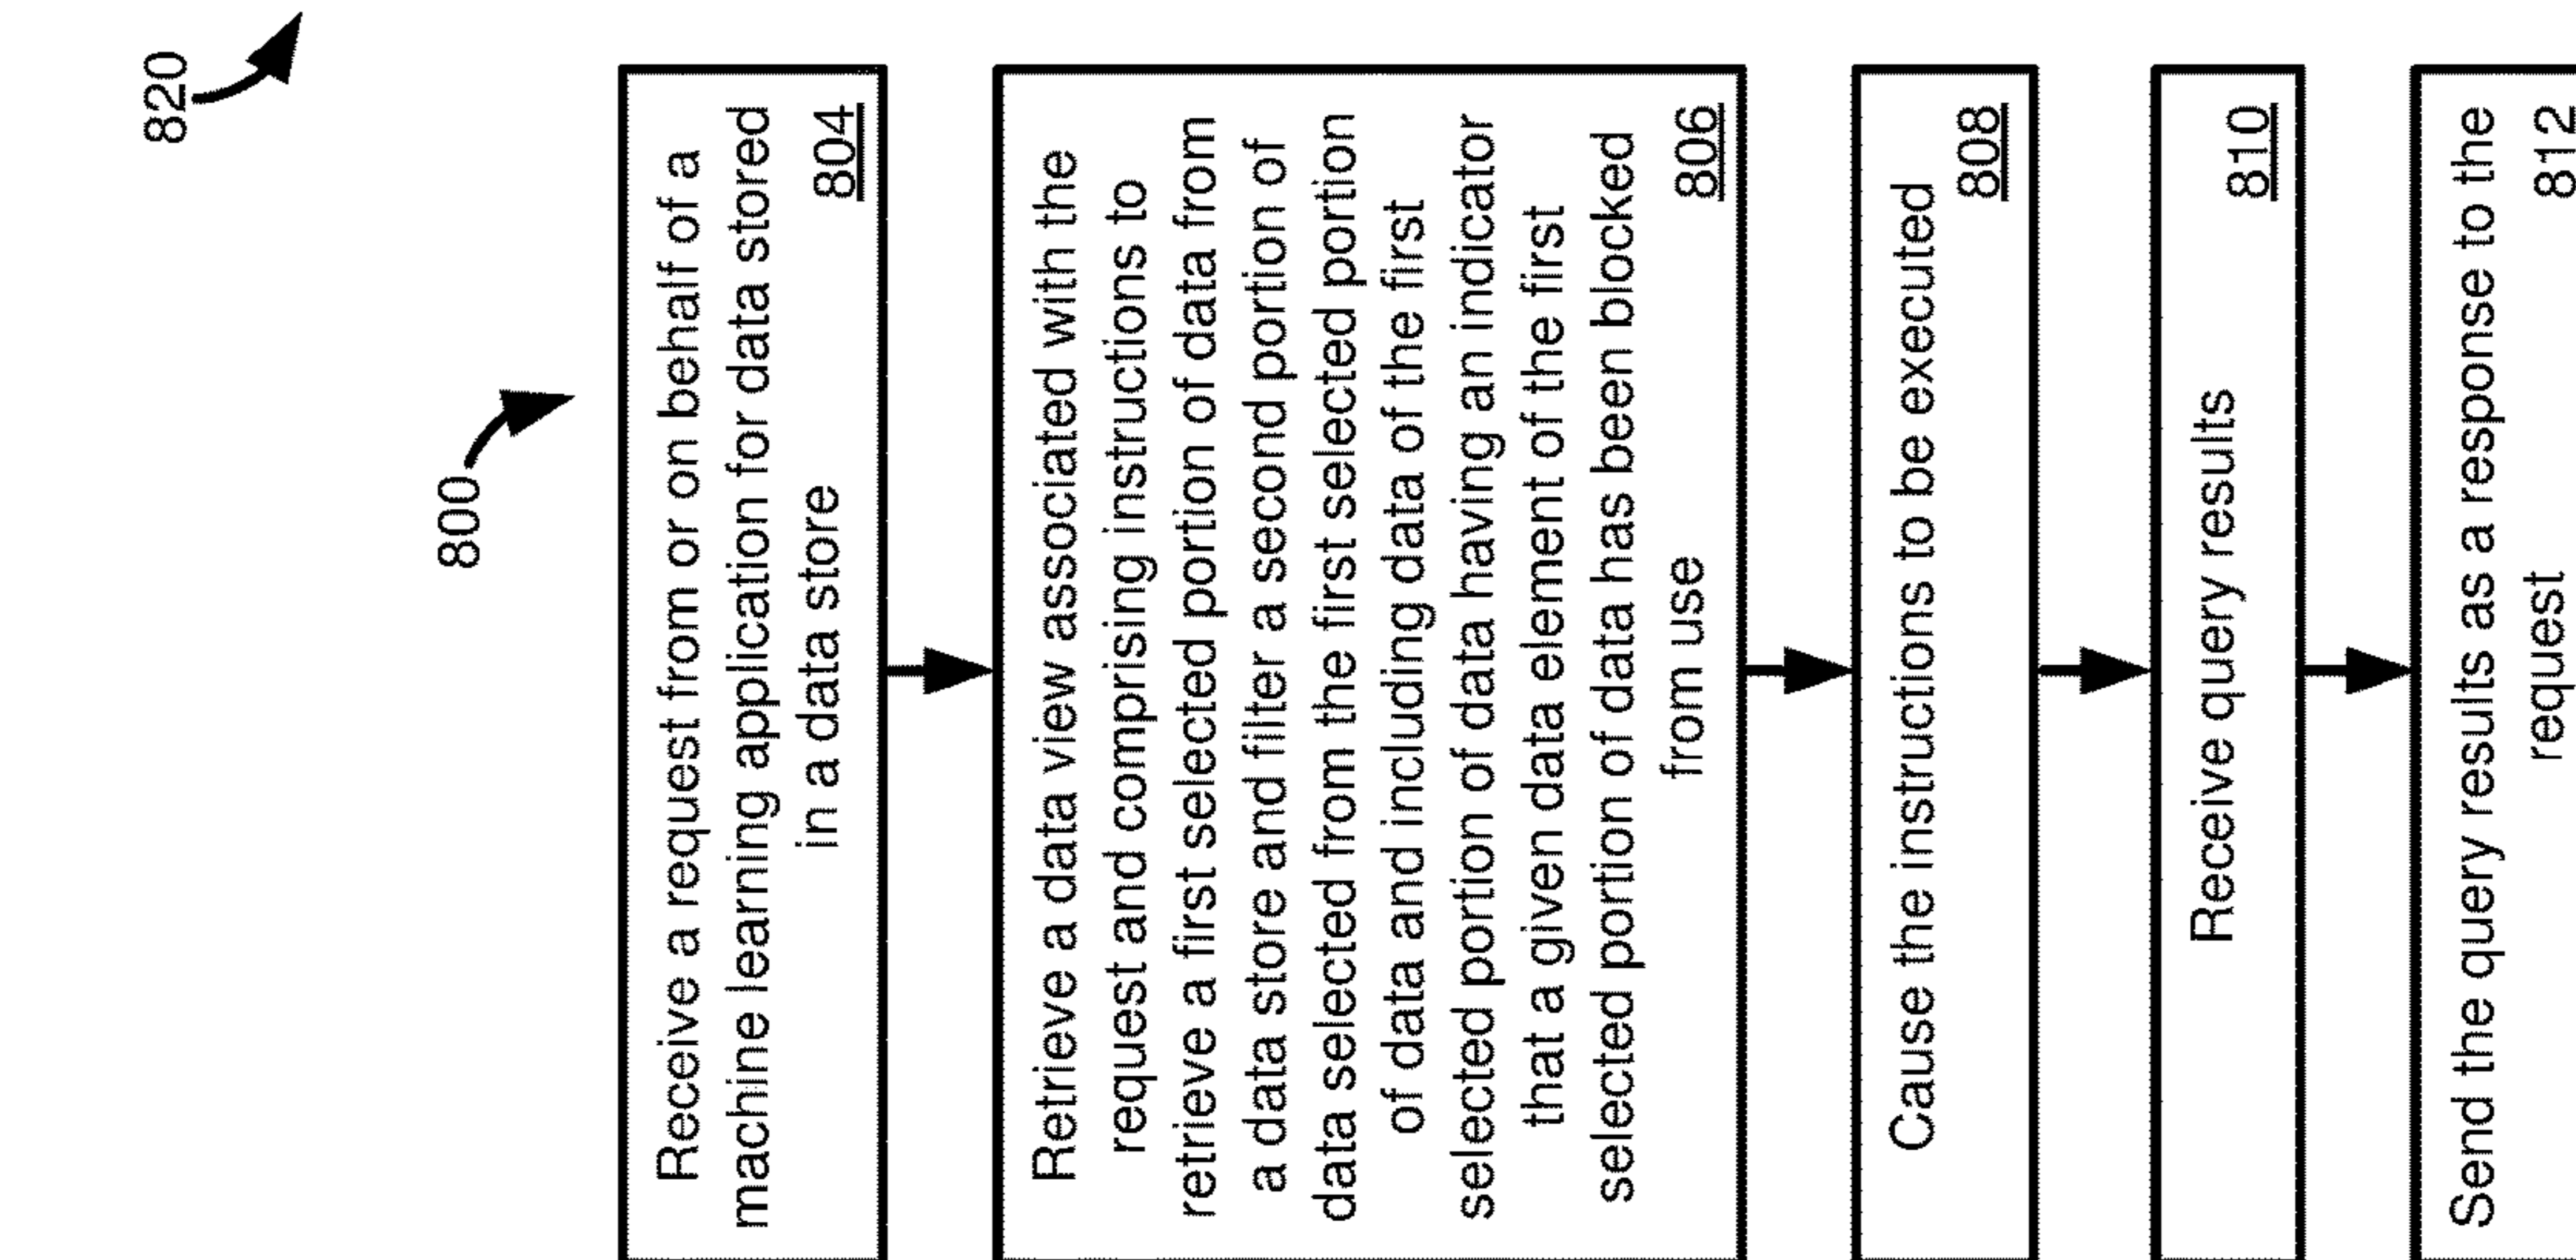 820
800
Receive a request from or on behalf of a
machine learning application for data stored
in a data store
804
Retrieve a data view associated with the
request and comprising instructions to
retrieve a first selected portion of data from
a data store and filter a second portion of
data selected from the first selected portion
of data and including data of the first
selected portion of data having an indicator
that a given data element of the first
selected portion of data has been blocked
from use
806
Cause the instructions to be executed
808
Receive query results
810
Send the query results as a response to the
request
812